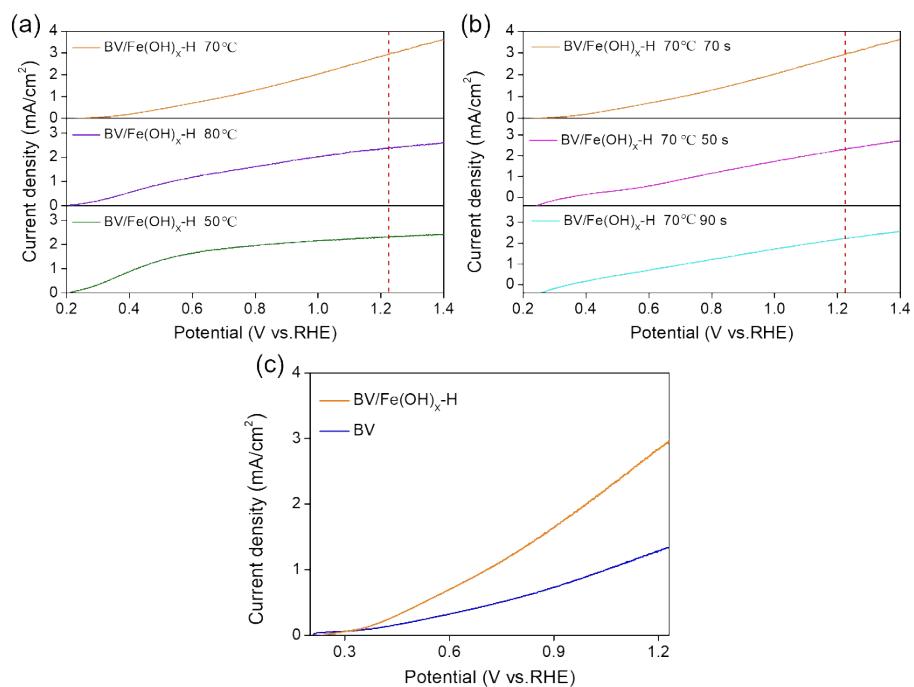 (a)
BV/Fe(OH)ₓ-H 70℃
BV/Fe(OH)ₓ-H 80℃
BV/Fe(OH)ₓ-H 50℃
Current density (mA/cm²)
4
3
2
1
0
3
2
1
0
3
2
1
0
0.2 0.4 0.6 0.8 1.0 1.2 1.4
Potential (V vs.RHE)
(b)
BV/Fe(OH)ₓ-H 70℃ 70 s
BV/Fe(OH)ₓ-H 70℃ 50 s
BV/Fe(OH)ₓ-H 70℃ 90 s
Current density (mA/cm²)
4
3
2
1
0
3
2
1
0
3
2
1
0
0.2 0.4 0.6 0.8 1.0 1.2 1.4
Potential (V vs.RHE)
(c)
BV/Fe(OH)ₓ-H
BV
Current density (mA/cm²)
4
3
2
1
0
0.3 0.6 0.9 1.2
Potential (V vs.RHE)